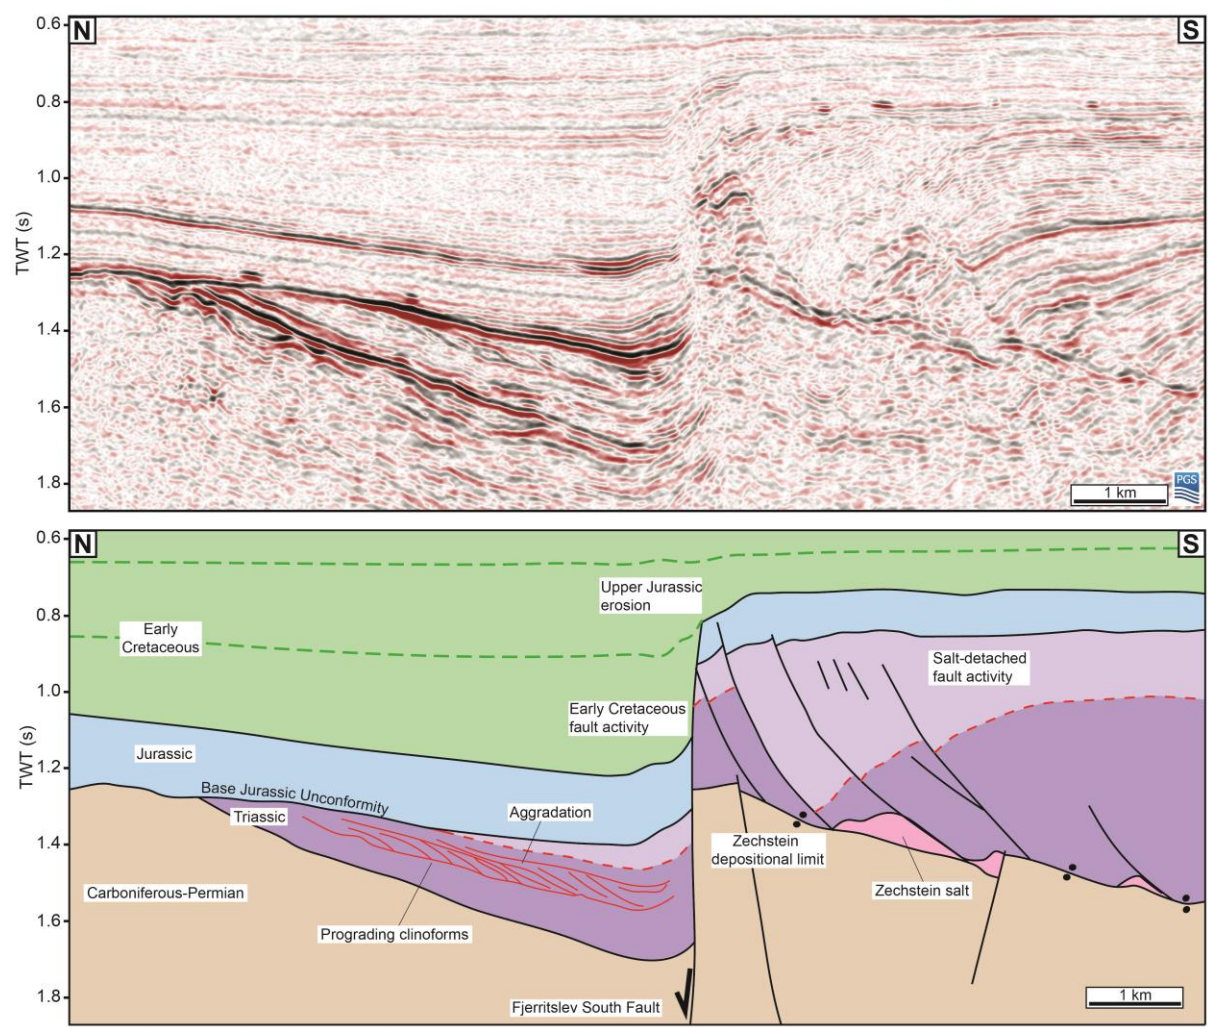 N
S
0.6
0.8
1.0
1.2
1.4
1.6
1.8
TWT (s)
1 km
PGS
N
S
0.6
0.8
1.0
1.2
1.4
1.6
1.8
TWT (s)
Upper Jurassic
erosion
Early
Cretaceous
Salt-detached
fault activity
Early Cretaceous
fault activity
Jurassic
Base Jurassic Unconformity
Triassic
Aggradation
Zechstein
depositional limit
Carboniferous-Permian
Zechstein salt
Prograding clinoforms
Fjerritslev South Fault
1 km